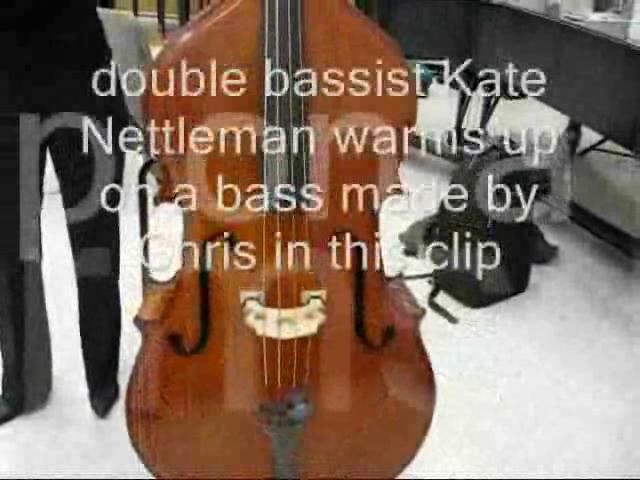 double bassist Kate
Nettleman warms up
on a bass made by
Chris in this clip